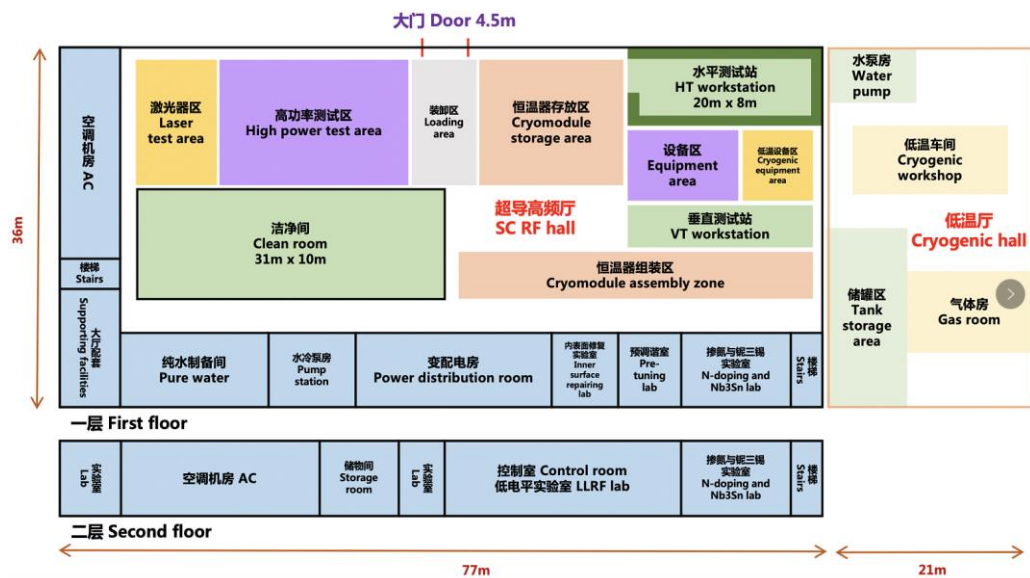 大门 Door 4.5m
空调机房 AC
激光器区
Laser
test area
高功率测试区
High power test area
装卸区
Loading
area
恒温器存放区
Cryomodule
storage area
水平测试站
HT workstation
20m x 8m
水泵房
Water
pump
设备区
Equipment
area
低温设备区
Cryogenic
equipment
area
低温车间
Cryogenic
workshop
36m
洁净间
Clean room
31m x 10m
超导高频厅
SC RF hall
垂直测试站
VT workstation
低温厅
Cryogenic hall
楼梯
Stairs
恒温器组装区
Cryomodule assembly zone
储罐区
Tank
storage
area
气体房
Gas room
大厅配套
Supporting facilities
纯水制备间
Pure water
水冷泵房
Pump
station
变配电房
Power distribution room
内表面修复
实验室
Inner
surface
repairing
lab
预调谐室
Pre-
tuning
lab
掺氮与铌三锡
实验室
N-doping and
Nb3Sn lab
楼梯
Stairs
一层 First floor
实验室
Lab
空调机房 AC
储物间
Storage
room
实验室
Lab
控制室 Control room
低电平实验室 LLRF lab
掺氮与铌三锡
实验室
N-doping and
Nb3Sn lab
楼梯
Stairs
二层 Second floor
77m
21m